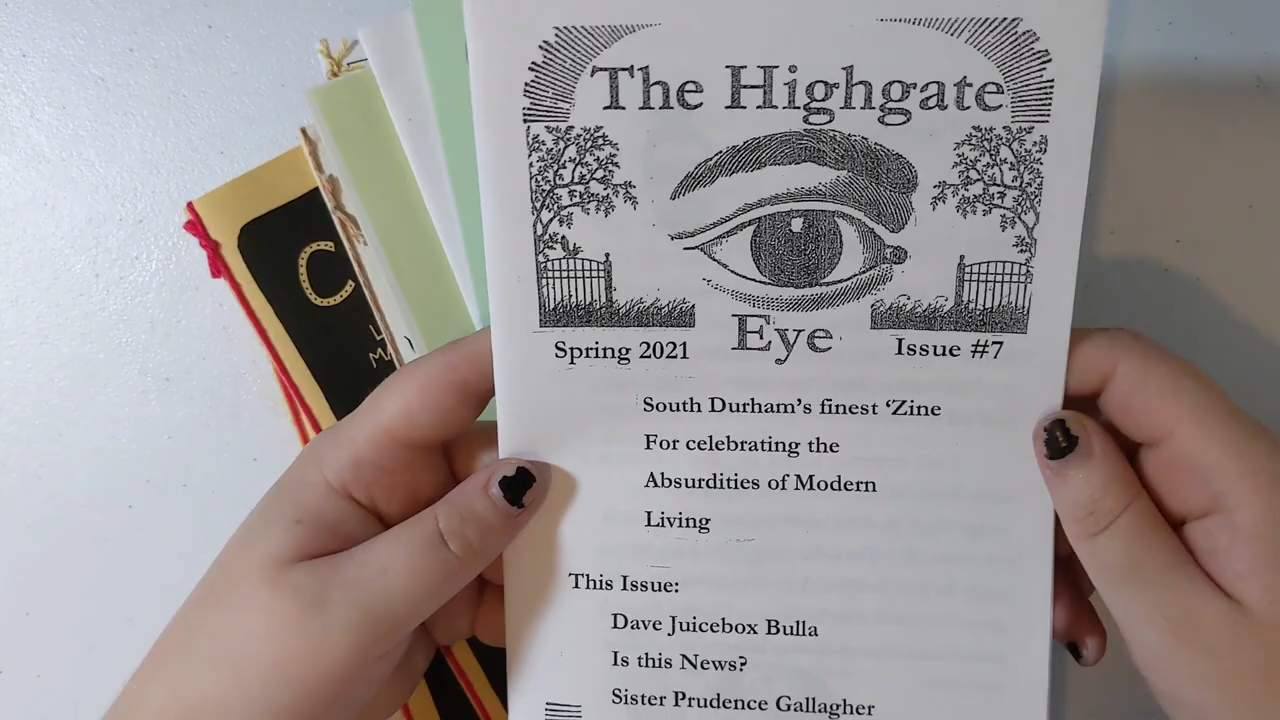 The Highgate
Eye
Spring 2021
Issue #7
South Durham's finest ‘Zine
For celebrating the
Absurdities of Modern
Living
This Issue:
Dave Juicebox Bulla
Is this News?
Sister Prudence Gallagher
C
L
MA